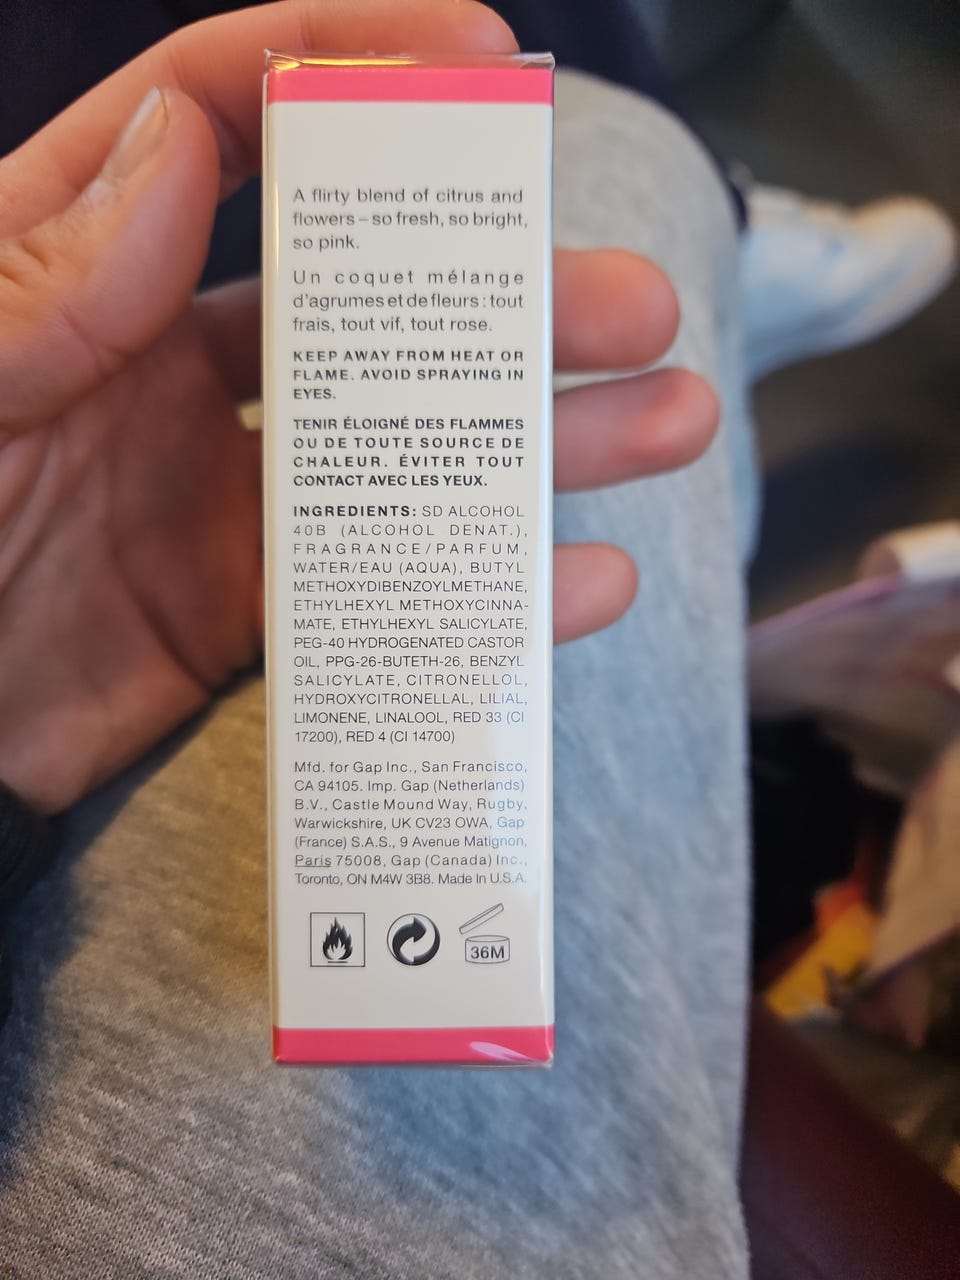 A flirty blend of citrus and
flowers – so fresh, so bright,
so pink.
Un coquet mélange
d'agrumes et de fleurs : tout
frais, tout vif, tout rose.
KEEP AWAY FROM HEAT OR
FLAME. AVOID SPRAYING IN
EYES.
TENIR ÉLOIGNÉ DES FLAMMES
OU DE TOUTE SOURCE DE
CHALEUR. ÉVITER TOUT
CONTACT AVEC LES YEUX.
INGREDIENTS: SD ALCOHOL
40B (ALCOHOL DENAT.),
FRAGRANCE/PARFUM,
WATER/EAU (AQUA), BUTYL
METHOXYDIBENZOYLMETHANE,
ETHYLHEXYL METHOXYCINNA-
MATE, ETHYLHEXYL SALICYLATE,
PEG-40 HYDROGENATED CASTOR
OIL, PPG-26-BUTETH-26, BENZYL
SALICYLATE, CITRONELLOL,
HYDROXYCITRONELLAL, LILIAL,
LIMONENE, LINALOOL, RED 33 (CI
17200), RED 4 (CI 14700)
Mfd. for Gap Inc., San Francisco,
CA 94105. Imp. Gap (Netherlands)
B.V., Castle Mound Way, Rugby,
Warwickshire, UK CV23 OWA, Gap
(France) S.A.S., 9 Avenue Matignon,
Paris 75008, Gap (Canada) Inc.,
Toronto, ON M4W 3B8. Made In U.S.A.
36M